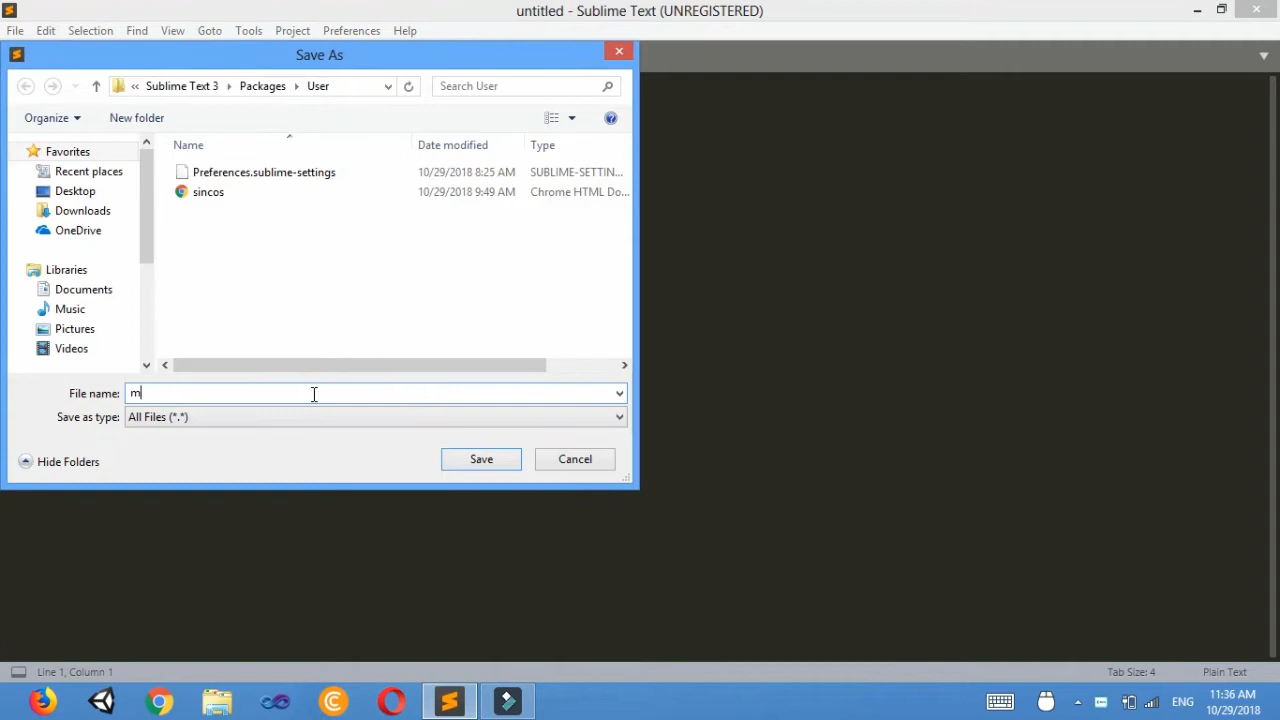 untitled - Sublime Text (UNREGISTERED)
File Edit Selection Find View Goto Tools Project Preferences Help
Save As
« Sublime Text 3 Packages User
Search User
Organize New folder
Name Date modified Type
Favorites
Recent places
Desktop
Downloads
OneDrive
Libraries
Documents
Music
Pictures
Videos
Preferences.sublime-settings 10/29/2018 8:25 AM SUBLIME-SETTIN...
sincos 10/29/2018 9:49 AM Chrome HTML Do...
File name: m
Save as type: All Files (*.*)
Hide Folders Save Cancel
Line 1, Column 1 Tab Size: 4 Plain Text
ENG
11:36 AM
10/29/2018